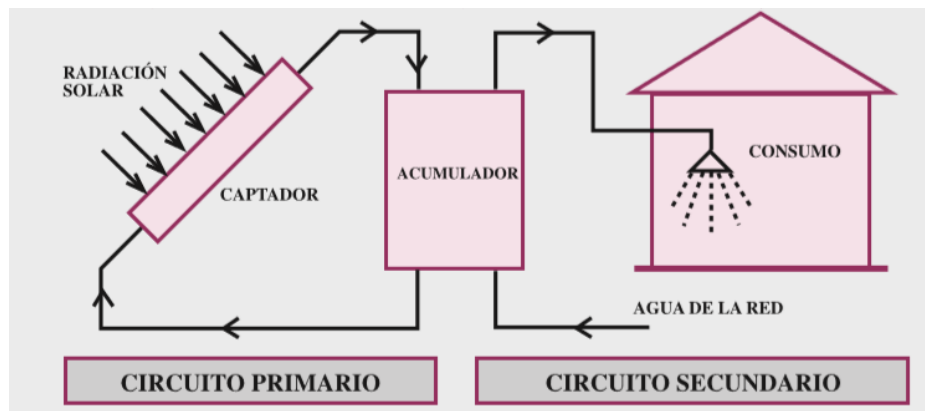 RADIACIÓN
SOLAR
CAPTADOR
ACUMULADOR
CONSUMO
AGUA DE LA RED
CIRCUITO PRIMARIO
CIRCUITO SECUNDARIO